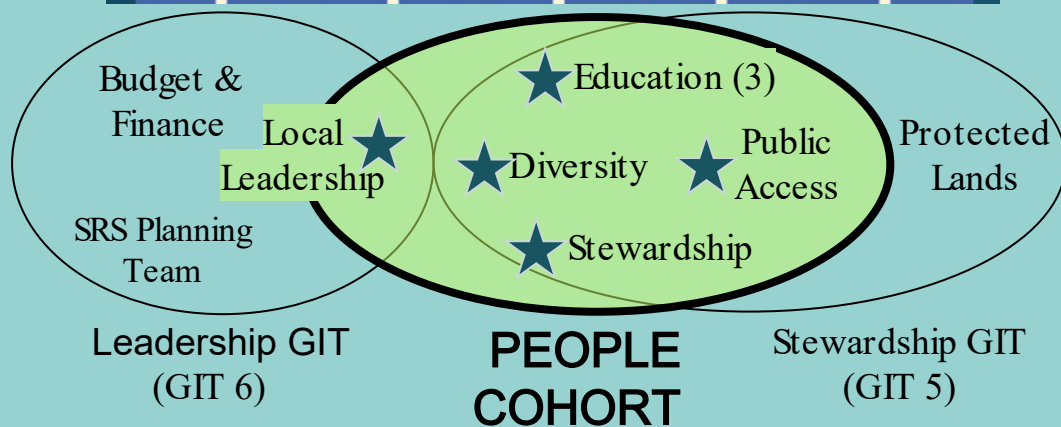 Budget &
Finance
Local
Leadership
SRS Planning
Team
Education (3)
Diversity
Public
Access
Stewardship
Protected
Lands
Leadership GIT
(GIT 6)
PEOPLE
COHORT
Stewardship GIT
(GIT 5)